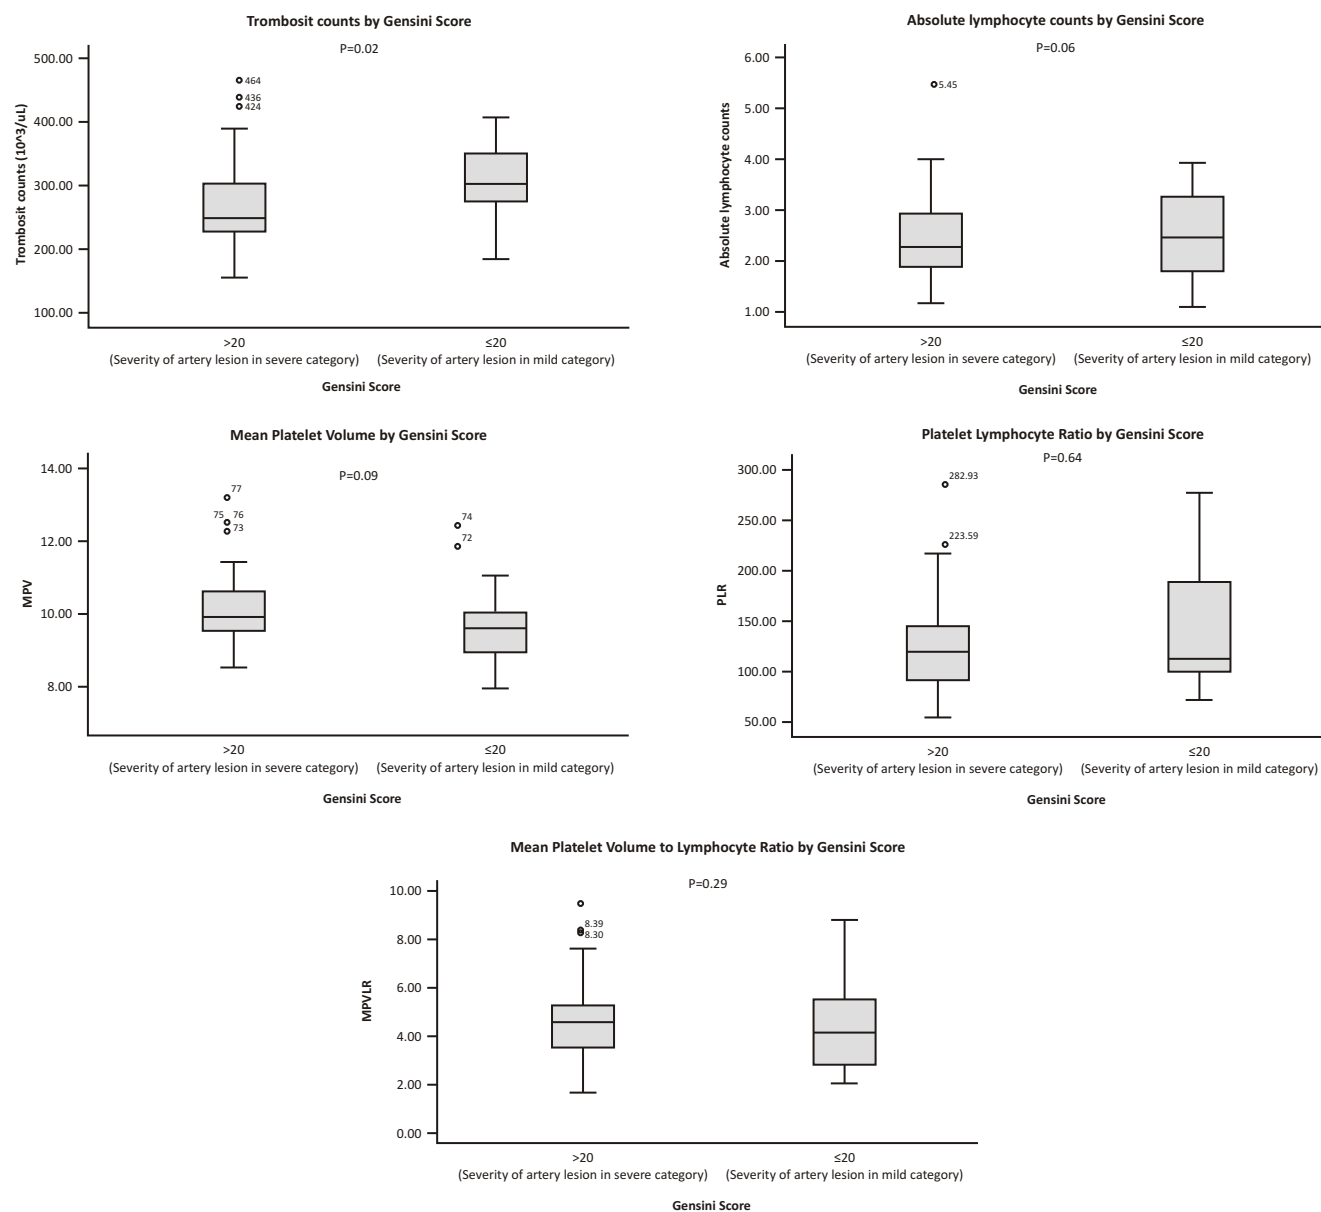 Trombosit counts by Gensini Score
P=0.02
500.00
400.00
300.00
200.00
100.00
Trombosit counts (10^3/uL)
464
436
424
>20
≤20
(Severity of artery lesion in severe category)
(Severity of artery lesion in mild category)
Gensini Score
Absolute lymphocyte counts by Gensini Score
P=0.06
6.00
5.00
4.00
3.00
2.00
1.00
Absolute lymphocyte counts
5.45
>20
≤20
(Severity of artery lesion in severe category)
(Severity of artery lesion in mild category)
Gensini Score
Mean Platelet Volume by Gensini Score
P=0.09
14.00
12.00
10.00
8.00
MPV
77
75 76
73
74
72
>20
≤20
(Severity of artery lesion in severe category)
(Severity of artery lesion in mild category)
Gensini Score
Platelet Lymphocyte Ratio by Gensini Score
P=0.64
300.00
250.00
200.00
150.00
100.00
50.00
PLR
282.93
223.59
>20
≤20
(Severity of artery lesion in severe category)
(Severity of artery lesion in mild category)
Gensini Score
Mean Platelet Volume to Lymphocyte Ratio by Gensini Score
P=0.29
10.00
8.00
6.00
4.00
2.00
0.00
MPVLR
8.39
8.30
>20
≤20
(Severity of artery lesion in severe category)
(Severity of artery lesion in mild category)
Gensini Score